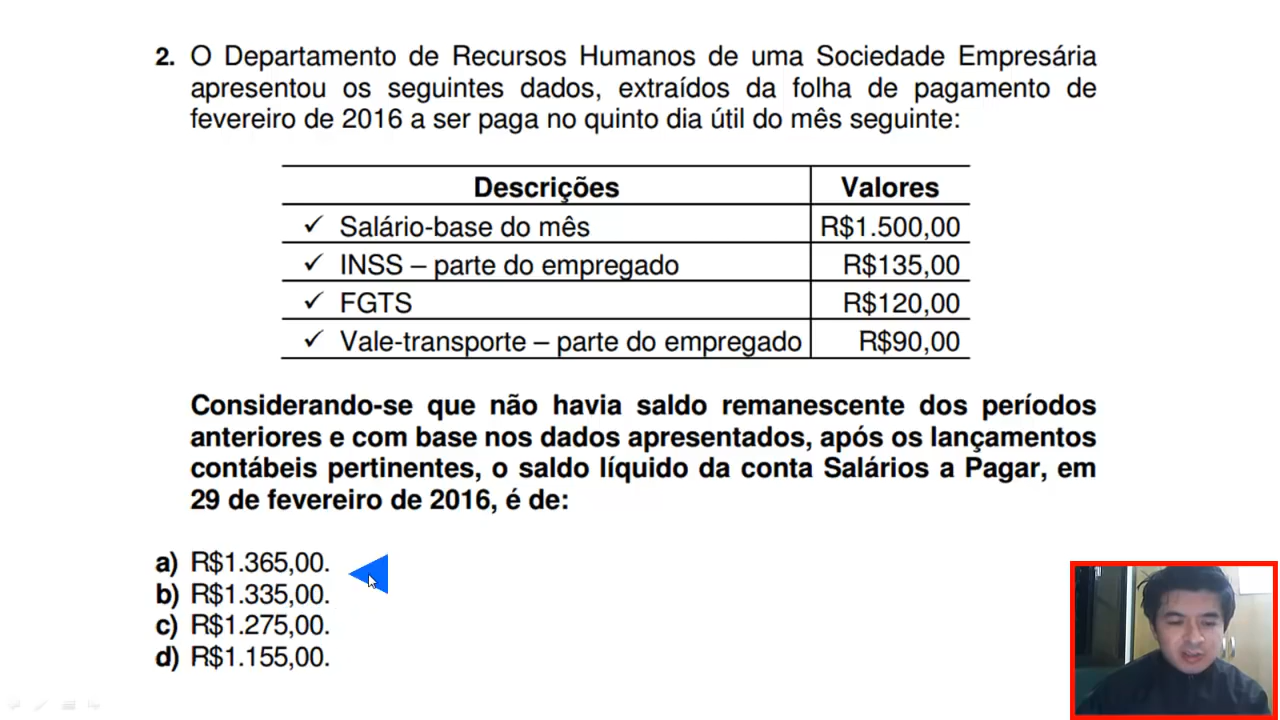 2. O Departamento de Recursos Humanos de uma Sociedade Empresária
apresentou os seguintes dados, extraídos da folha de pagamento de
fevereiro de 2016 a ser paga no quinto dia útil do mês seguinte:
Descrições Valores
✓ Salário-base do mês R$1.500,00
✓ INSS – parte do empregado R$135,00
✓ FGTS R$120,00
✓ Vale-transporte – parte do empregado R$90,00
Considerando-se que não havia saldo remanescente dos períodos
anteriores e com base nos dados apresentados, após os lançamentos
contábeis pertinentes, o saldo líquido da conta Salários a Pagar, em
29 de fevereiro de 2016, é de:
a) R$1.365,00.
b) R$1.335,00.
c) R$1.275,00.
d) R$1.155,00.